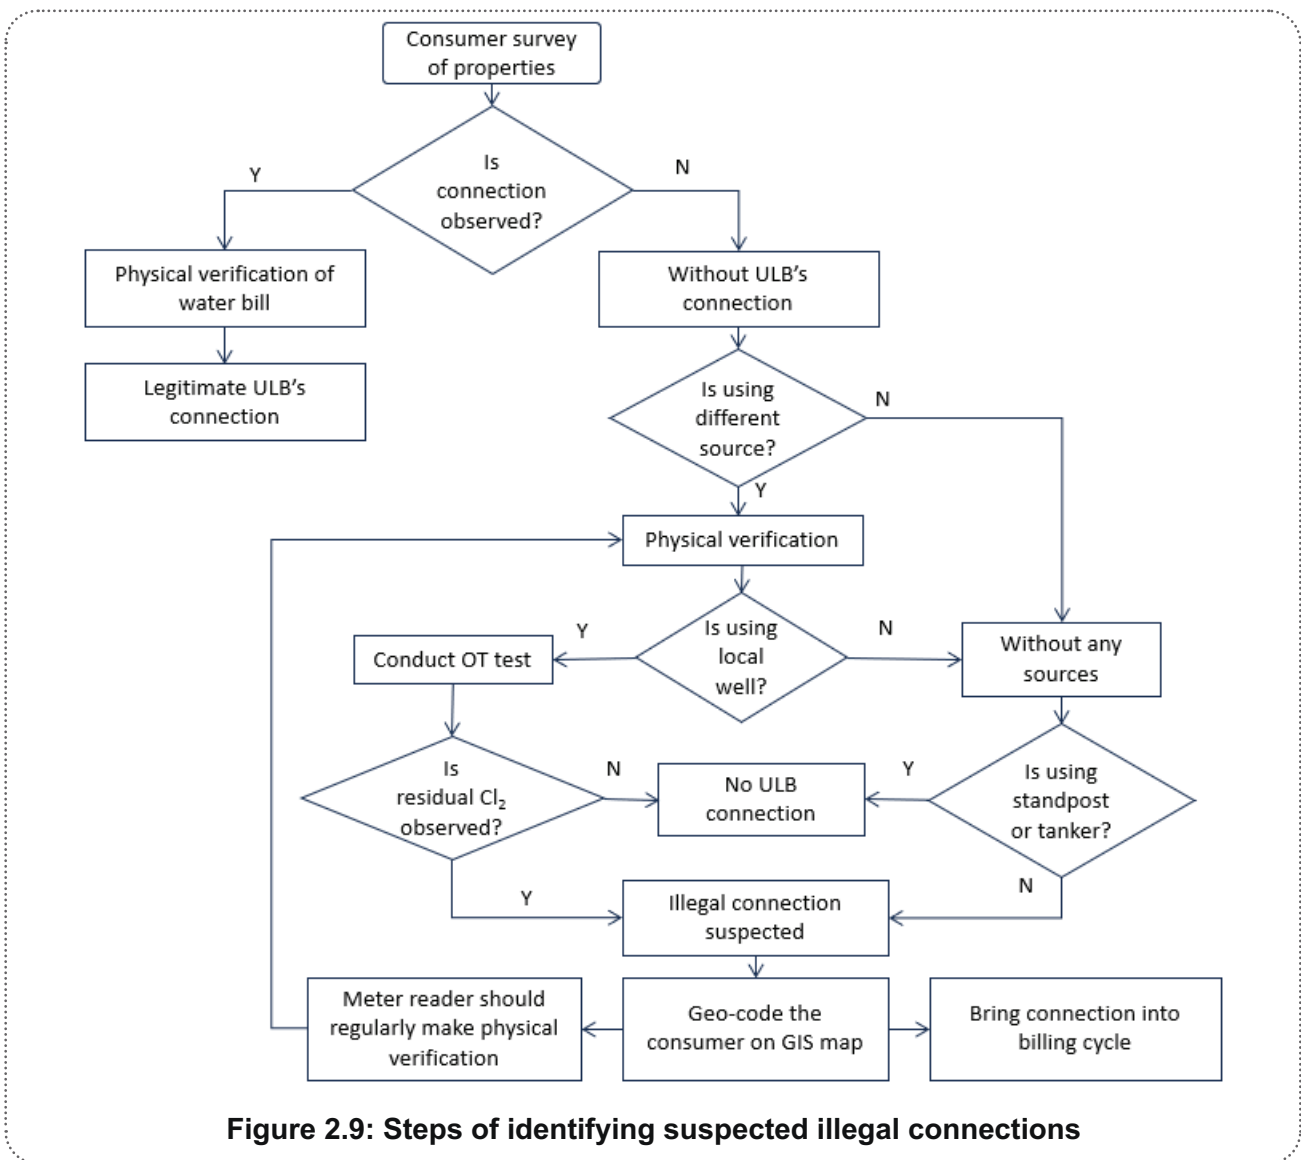 Consumer survey
of properties
Is
connection
observed?
Y
N
Physical verification of
water bill
Without ULB’s
connection
Legitimate ULB’s
connection
Is using
different
source?
N
Y
Physical verification
Is using
local
well?
Y
N
Conduct OT test
Without any
sources
Is
residual Cl₂
observed?
N
No ULB
connection
Y
Is using
standpost
or tanker?
Y
N
Illegal connection
suspected
Meter reader should
regularly make physical
verification
Geo-code the
consumer on GIS map
Bring connection into
billing cycle
Figure 2.9: Steps of identifying suspected illegal connections